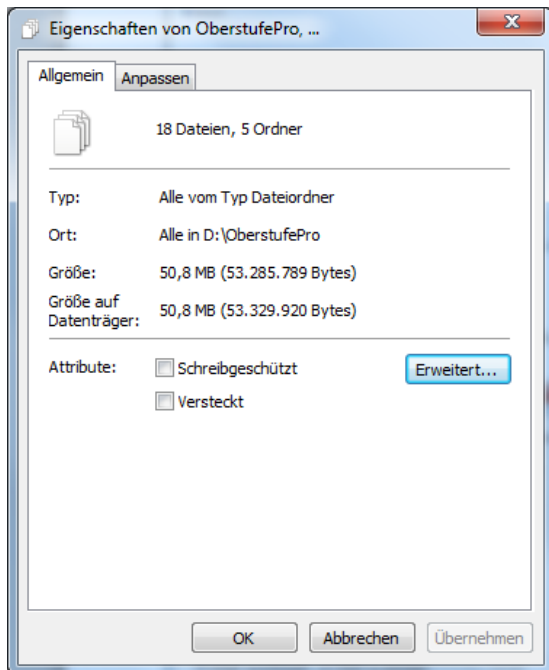 Eigenschaften von OberstufePro, ...
Allgemein
Anpassen
18 Dateien, 5 Ordner
Typ: Alle vom Typ Dateiordner
Ort: Alle in D:\OberstufePro
Größe: 50,8 MB (53.285.789 Bytes)
Größe auf
Datenträger: 50,8 MB (53.329.920 Bytes)
Attribute: Schreibgeschützt Erweitert...
Versteckt
OK Abbrechen Übernehmen